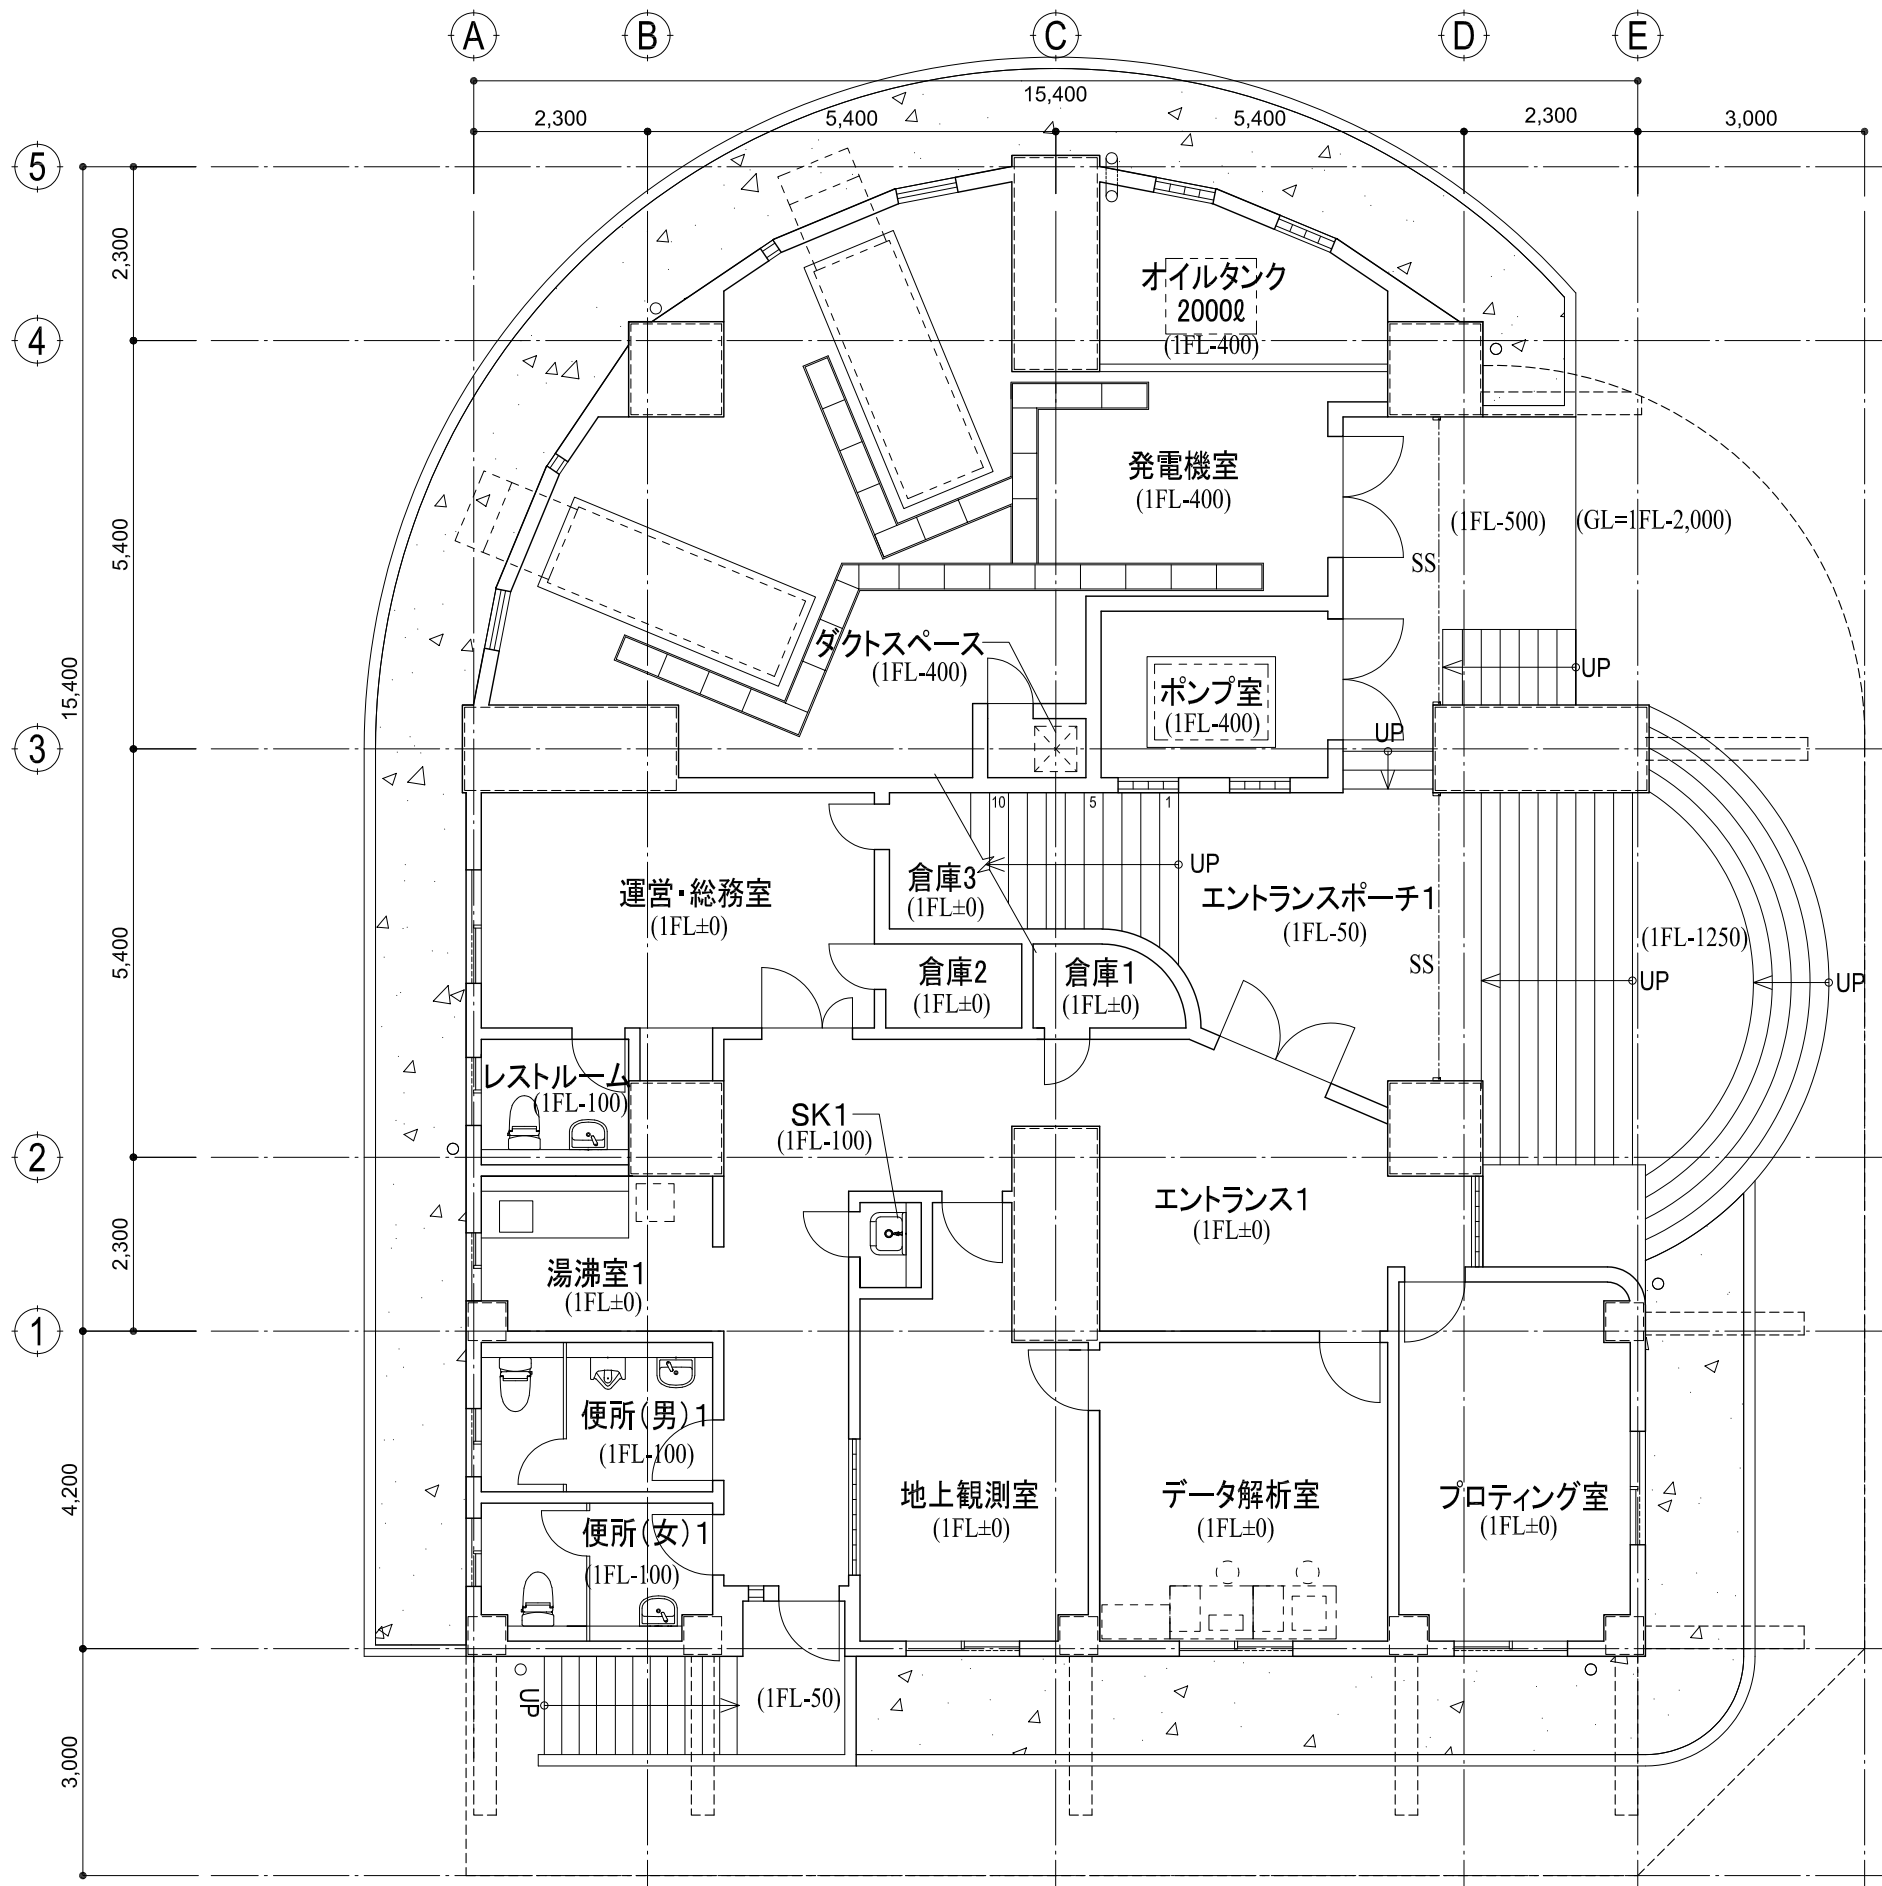 A
B
C
D
E
15,400
2,300
5,400
5,400
2,300
3,000
5
4
3
2
1
2,300
5,400
15,400
5,400
2,300
4,200
3,000
オイルタンク
2000ℓ
(1FL-400)
発電機室
(1FL-400)
(1FL-500)
(GL=1FL-2,000)
SS
ダクトスペース
(1FL-400)
ポンプ室
(1FL-400)
UP
UP
10
5
1
運営・総務室
(1FL±0)
倉庫3
(1FL±0)
UP
エントランスポーチ1
(1FL-50)
(1FL-1250)
SS
UP
UP
倉庫2
(1FL±0)
倉庫1
(1FL±0)
レストルーム
(1FL-100)
SK1
(1FL-100)
エントランス1
(1FL±0)
湯沸室1
(1FL±0)
便所(男)1
(1FL-100)
地上観測室
(1FL±0)
データ解析室
(1FL±0)
プロティング室
(1FL±0)
便所(女)1
(1FL-100)
UP
(1FL-50)